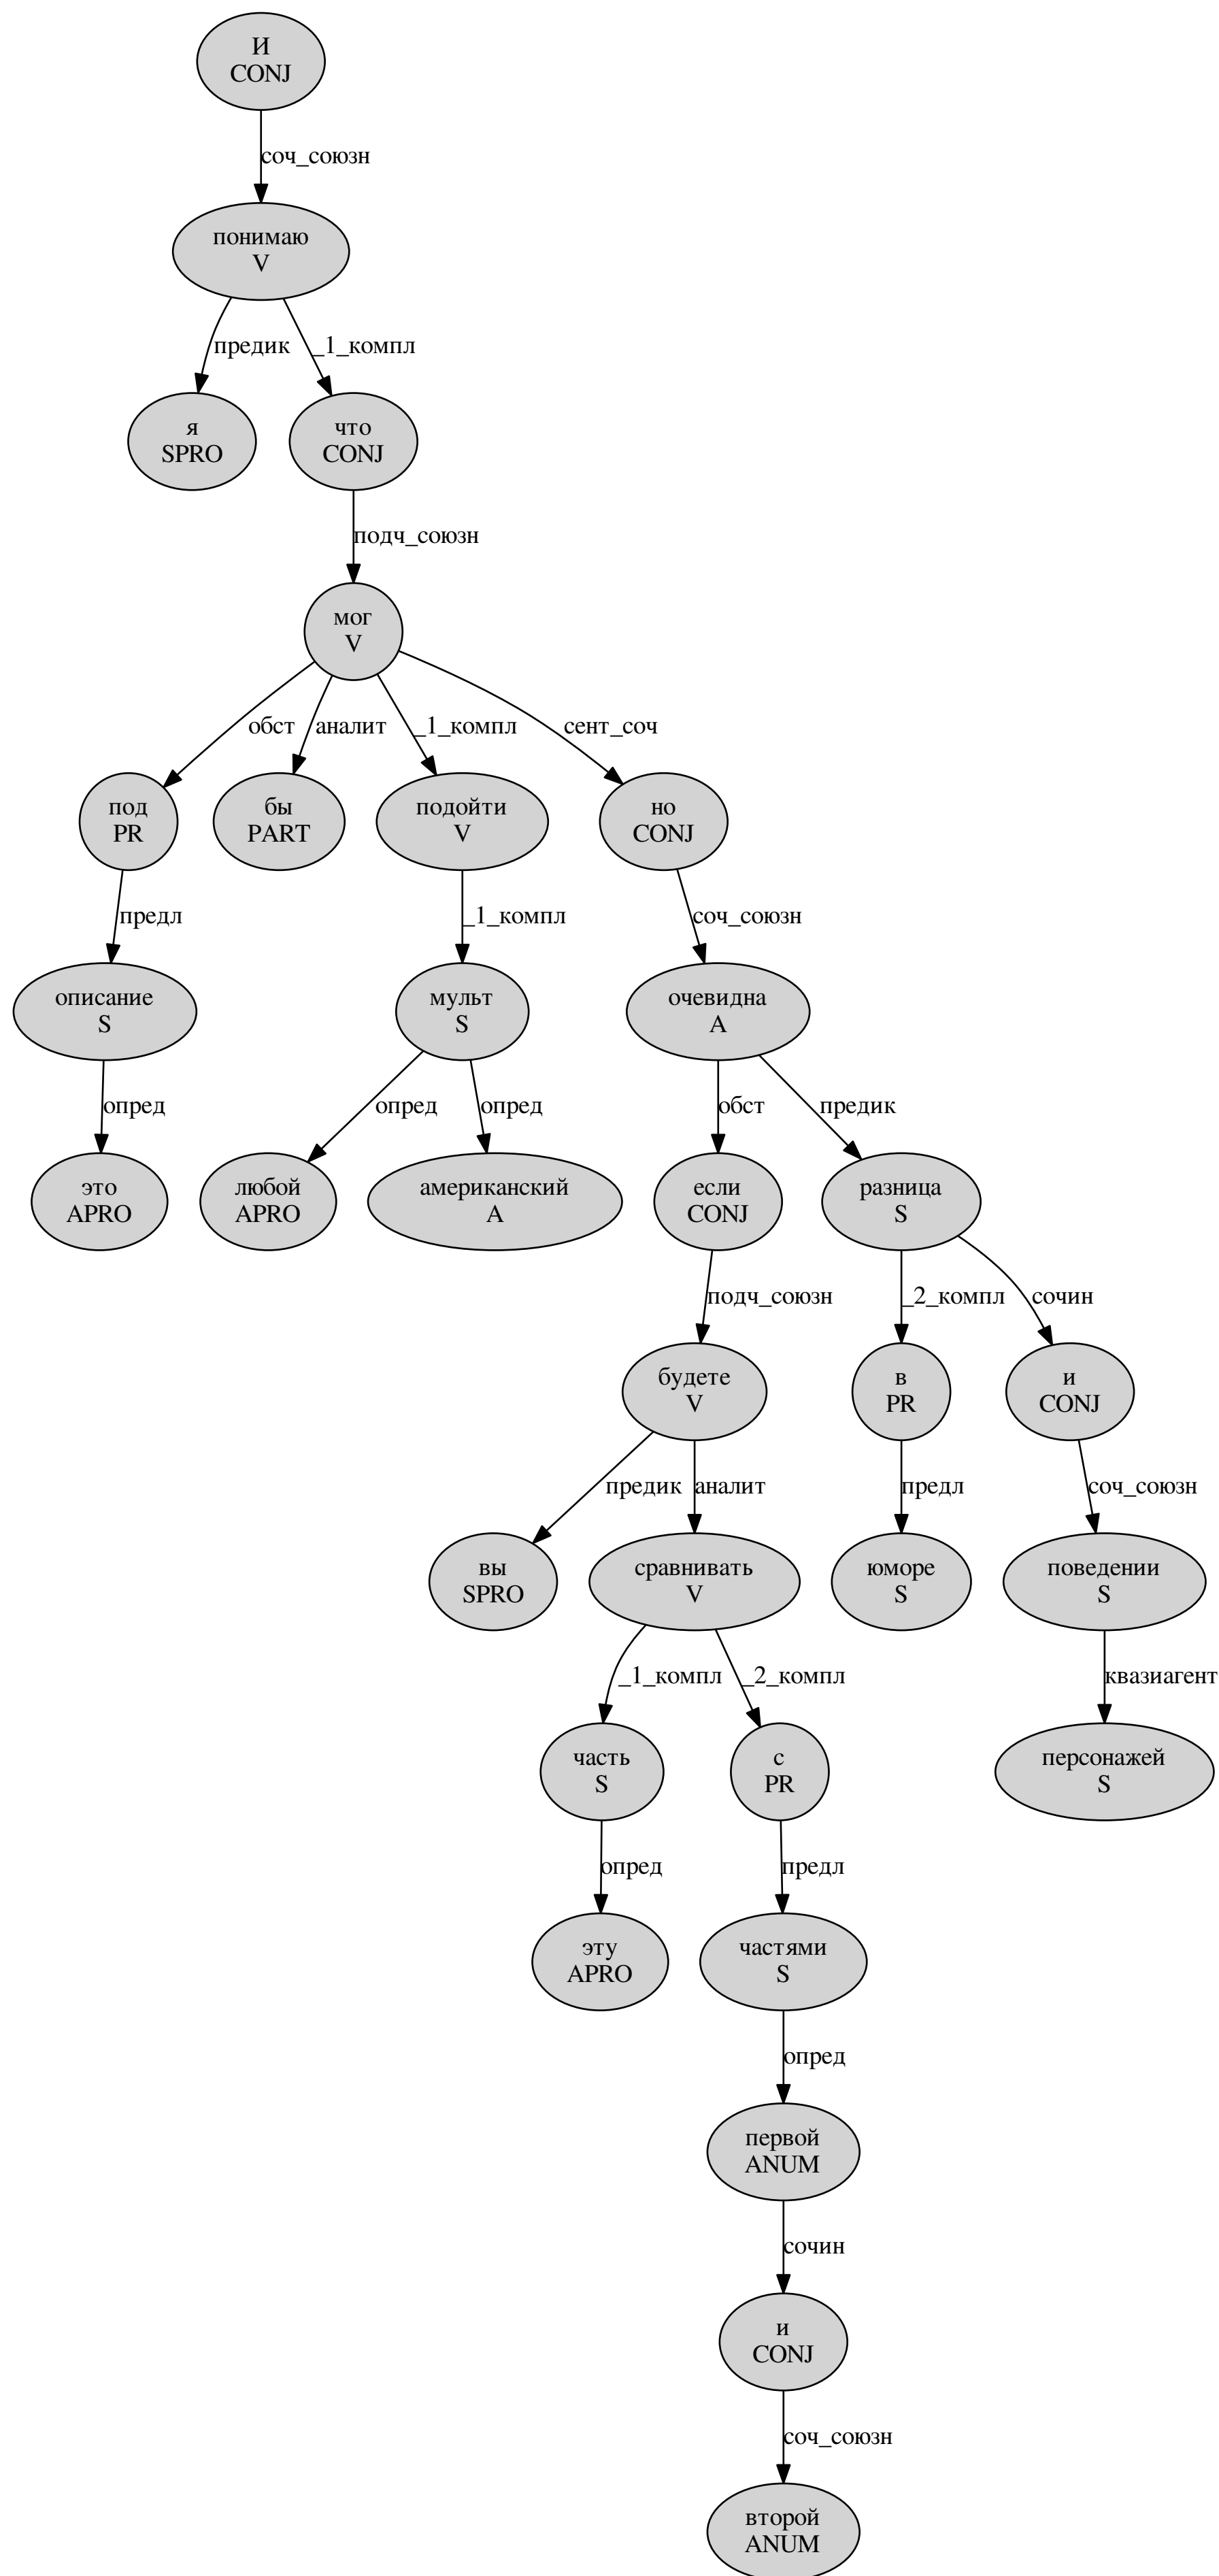 И
CONJ
соч_союзн
понимаю
V
предик
_1_компл
я
SPRO
что
CONJ
подч_союзн
мог
V
обст
аналит
_1_компл
сент_соч
под
PR
бы
PART
подойти
V
но
CONJ
предл
_1_компл
соч_союзн
описание
S
мульт
S
очевидна
A
опред
опред
опред
обст
предик
это
APRO
любой
APRO
американский
A
если
CONJ
разница
S
подч_союзн
_2_компл
сочин
будете
V
в
PR
и
CONJ
предик
аналит
предл
соч_союзн
вы
SPRO
сравнивать
V
юморе
S
поведении
S
_1_компл
_2_компл
квазиагент
часть
S
с
PR
персонажей
S
опред
предл
эту
APRO
частями
S
опред
первой
ANUM
сочин
и
CONJ
соч_союзн
второй
ANUM